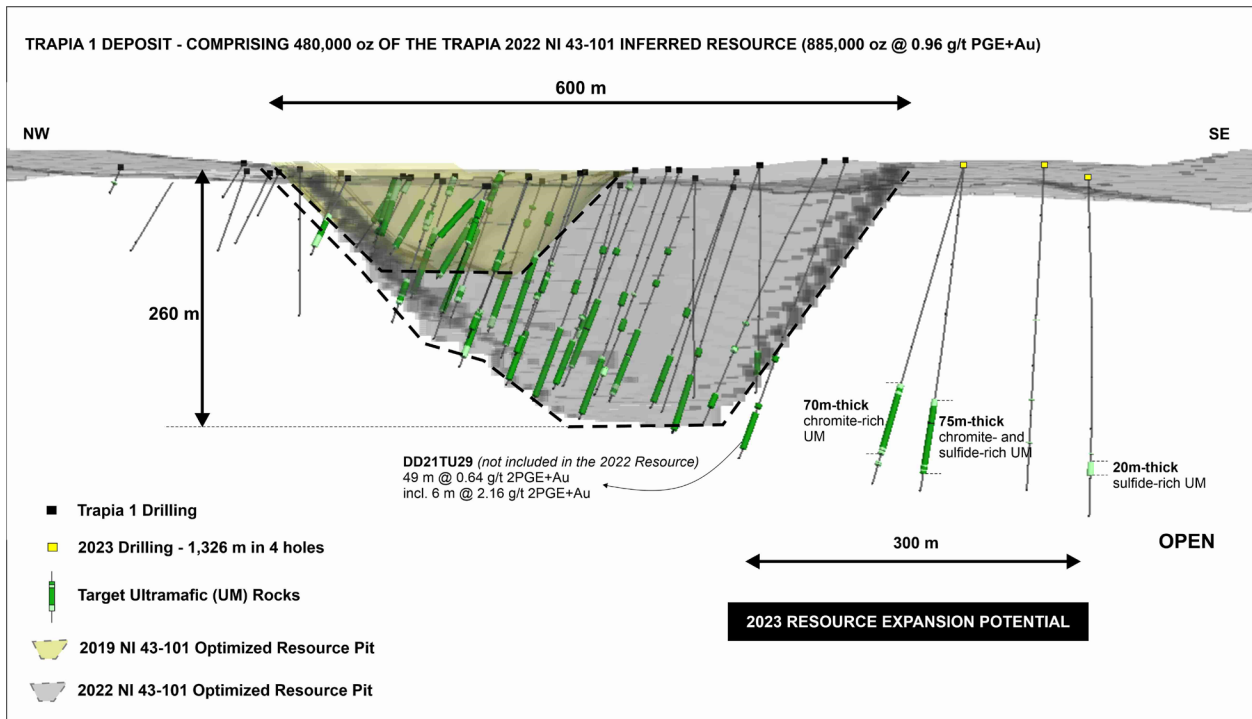 TRAPIA 1 DEPOSIT - COMPRISING 480,000 oz OF THE TRAPIA 2022 NI 43-101 INFERRED RESOURCE (885,000 oz @ 0.96 g/t PGE+Au)
600 m
NW
SE
260 m
70m-thick
chromite-rich
UM
75m-thick
chromite- and
sulfide-rich UM
20m-thick
sulfide-rich UM
DD21TU29 (not included in the 2022 Resource)
49 m @ 0.64 g/t 2PGE+Au
incl. 6 m @ 2.16 g/t 2PGE+Au
Trapia 1 Drilling
2023 Drilling - 1,326 m in 4 holes
Target Ultramafic (UM) Rocks
2019 NI 43-101 Optimized Resource Pit
2022 NI 43-101 Optimized Resource Pit
300 m
OPEN
2023 RESOURCE EXPANSION POTENTIAL